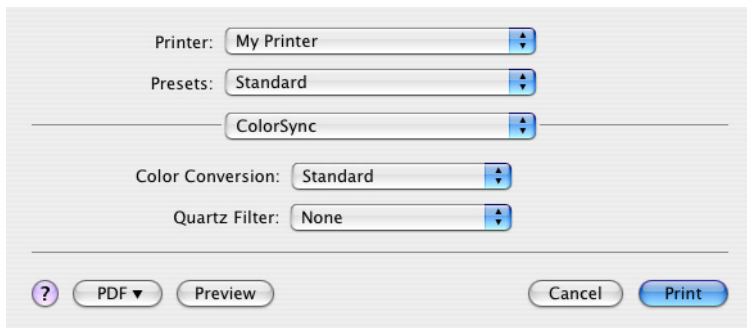 Printer: My Printer
Presets: Standard
ColorSync
Color Conversion: Standard
Quartz Filter: None
? PDF▼ Preview Cancel Print